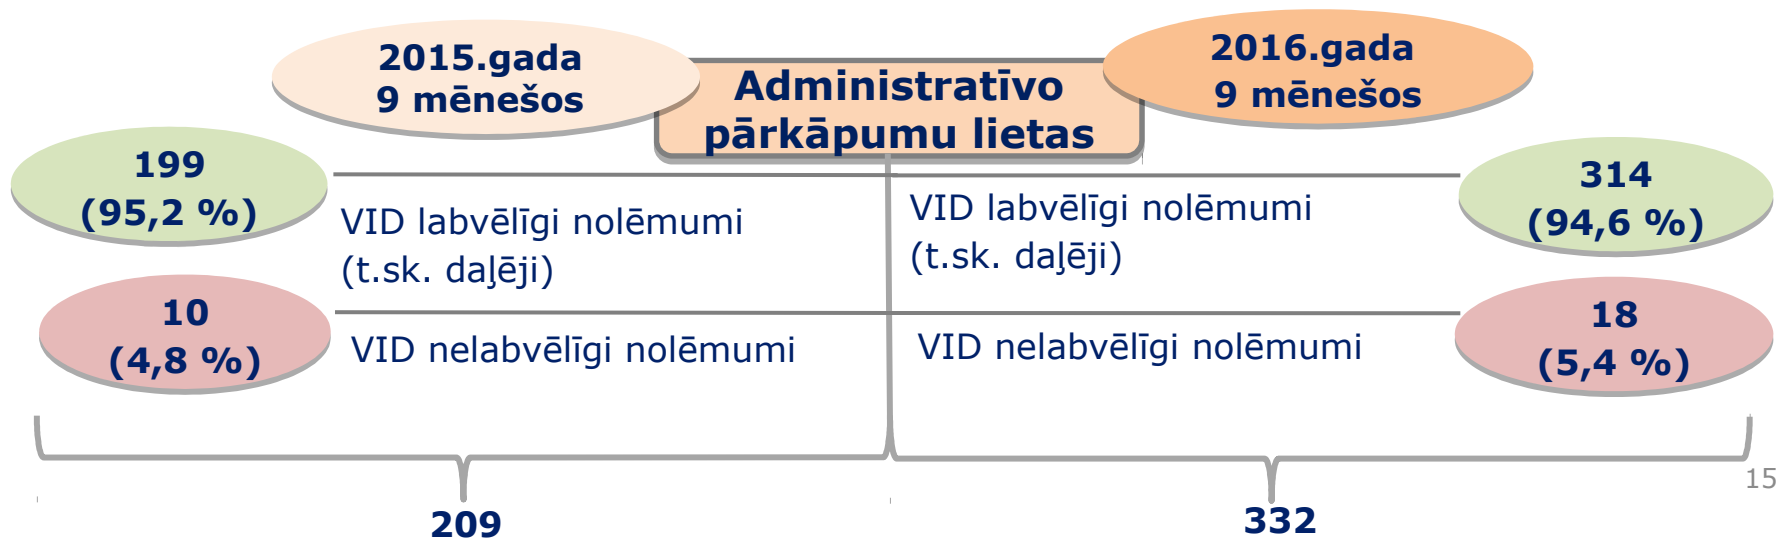 2015.gada
9 mēnešos
Administratīvo
pārkāpumu lietas
2016.gada
9 mēnešos
199
(95,2 %)
VID labvēlīgi nolēmumi
(t.sk. daļēji)
VID labvēlīgi nolēmumi
(t.sk. daļēji)
314
(94,6 %)
10
(4,8 %)
VID nelabvēlīgi nolēmumi
VID nelabvēlīgi nolēmumi
18
(5,4 %)
209
332
15